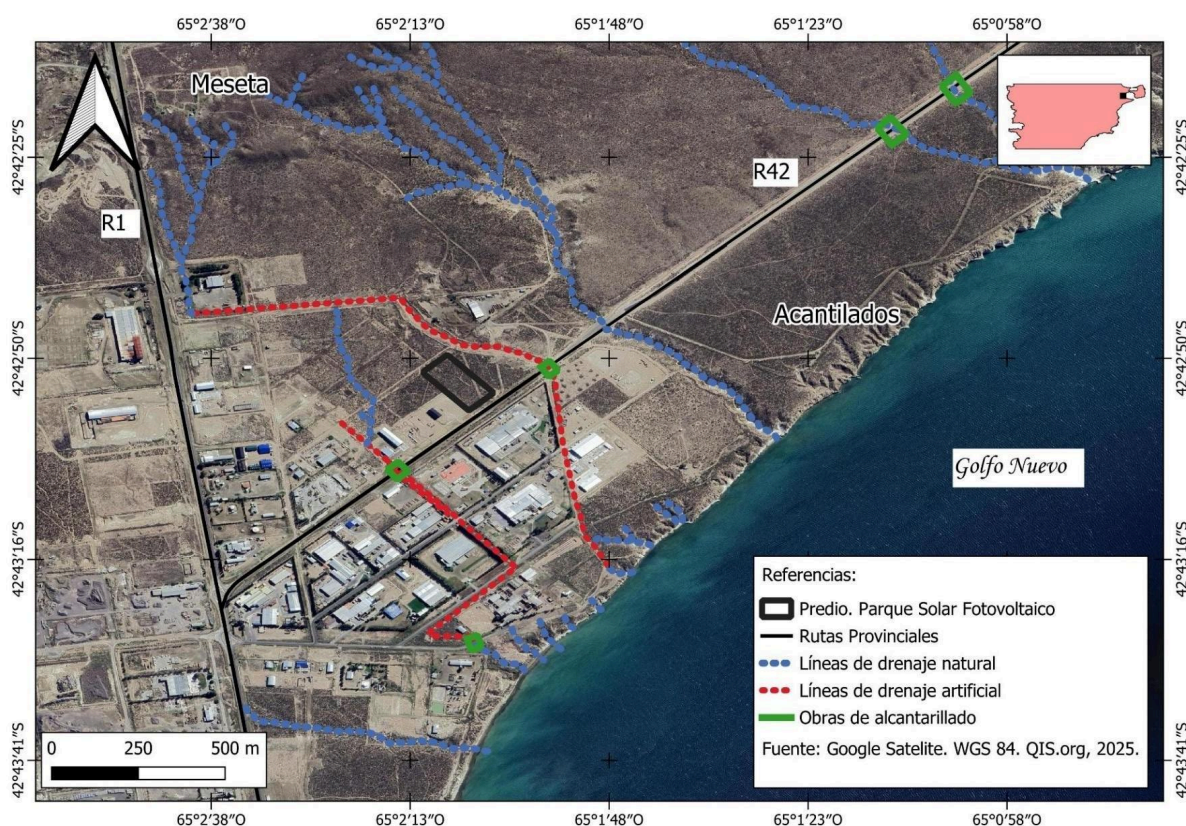 65°2′38″O 65°2′13″O 65°1′48″O 65°1′23″O 65°0′58″O
Meseta
42°42′25″S
42°42′25″S
R42
R1
Acantilados
42°42′50″S
42°42′50″S
Golfo Nuevo
42°43′16″S
42°43′16″S
Referencias:
Predio. Parque Solar Fotovoltaico
Rutas Provinciales
Líneas de drenaje natural
Líneas de drenaje artificial
Obras de alcantarillado
Fuente: Google Satelite. WGS 84. QIS.org, 2025.
0 250 500 m
42°43′41″S
42°43′41″S
65°2′38″O 65°2′13″O 65°1′48″O 65°1′23″O 65°0′58″O